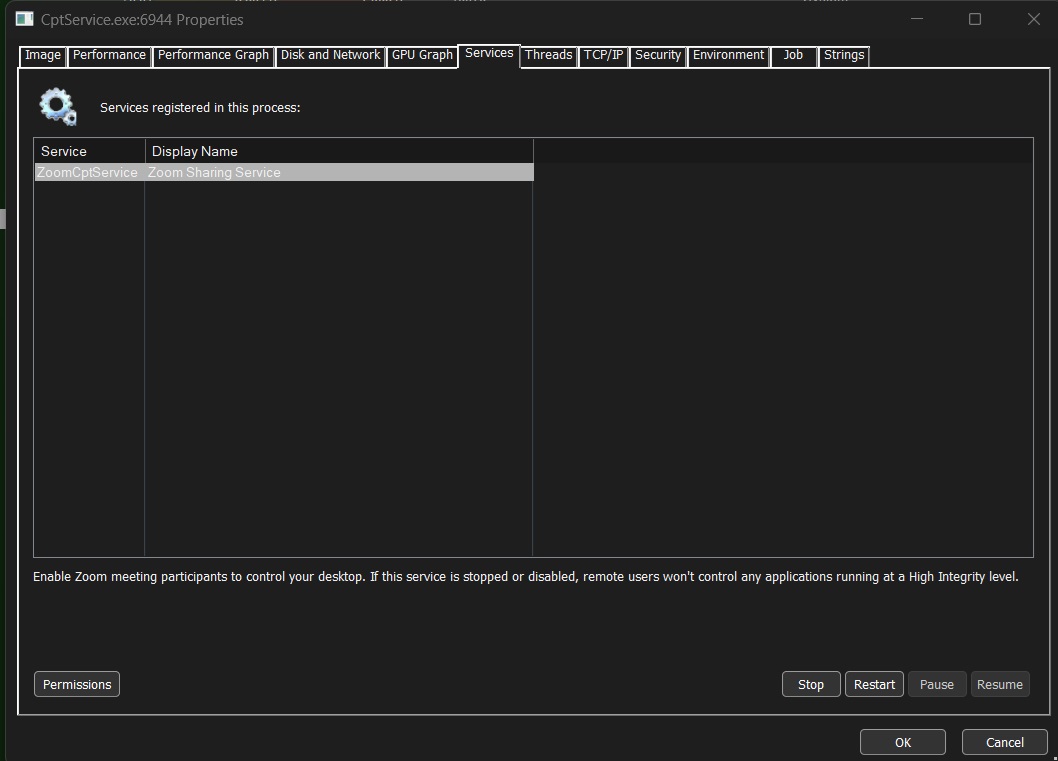 CptService.exe:6944 Properties
Image Performance Performance Graph Disk and Network GPU Graph Services Threads TCP/IP Security Environment Job Strings
Services registered in this process:
Service Display Name
ZoomCptService Zoom Sharing Service
Enable Zoom meeting participants to control your desktop. If this service is stopped or disabled, remote users won't control any applications running at a High Integrity level.
Permissions Stop Restart Pause Resume
OK Cancel